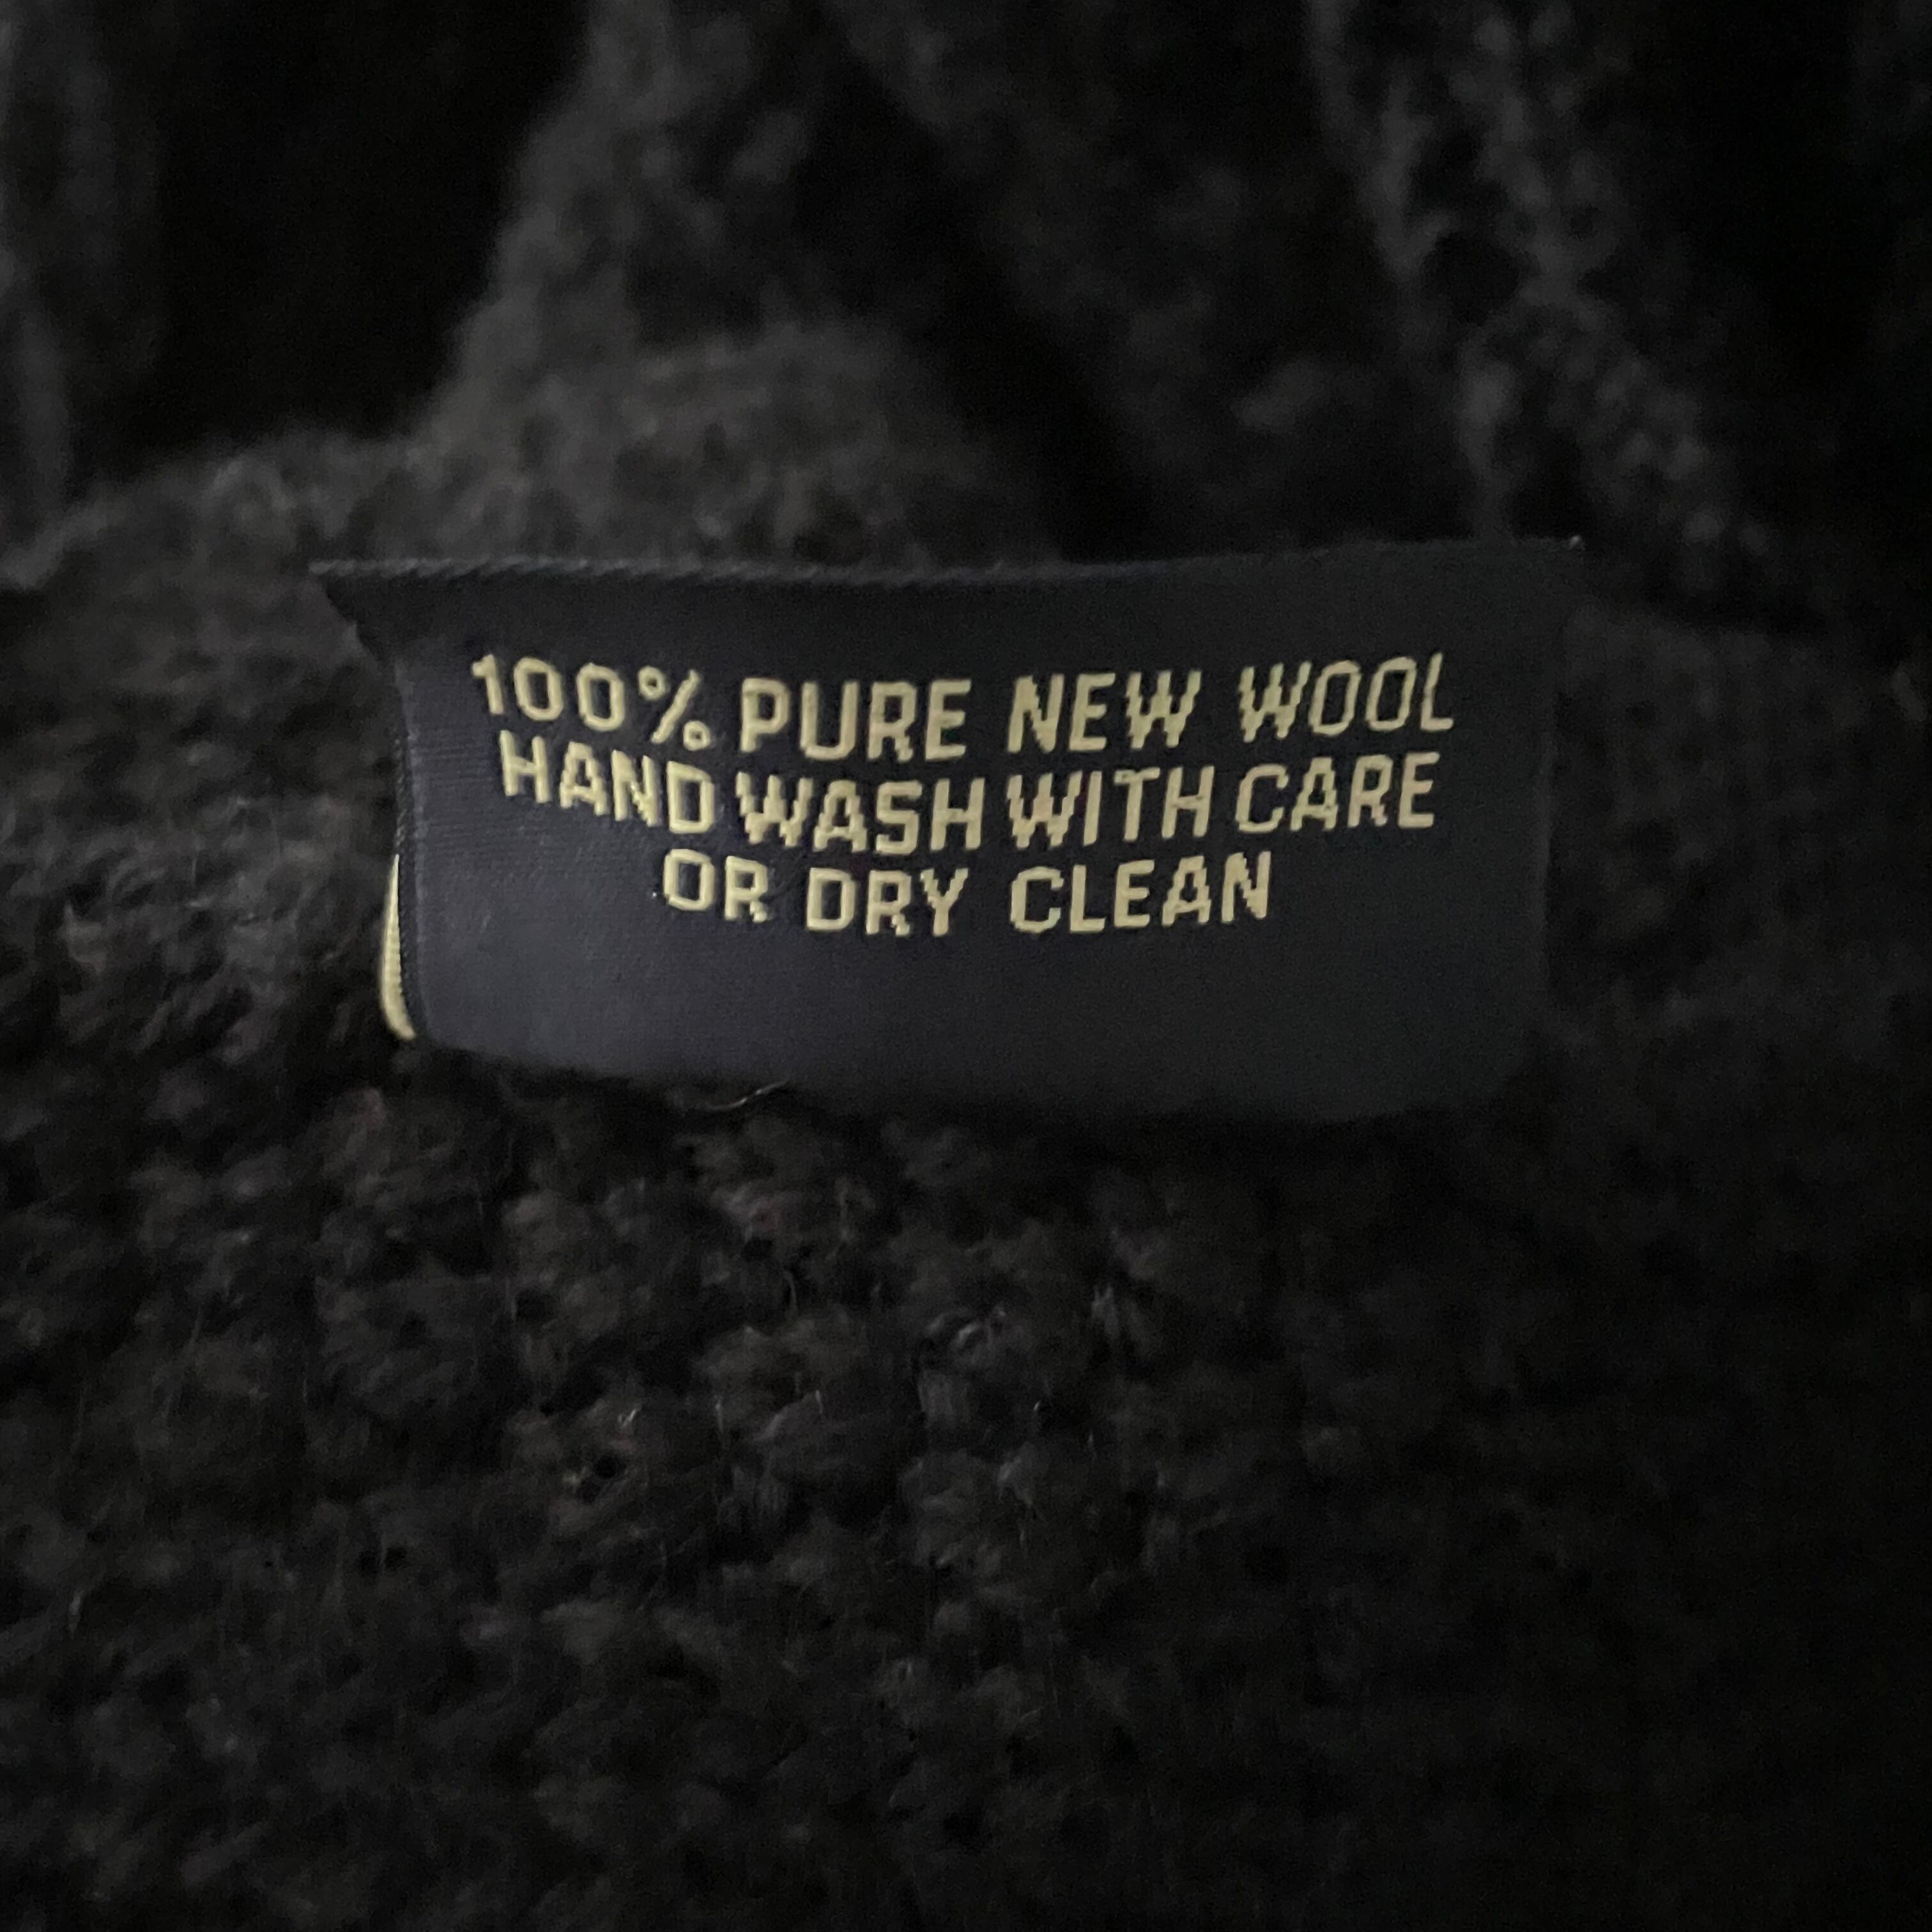 100% PURE NEW WOOL
HAND WASH WITH CARE
OR DRY CLEAN